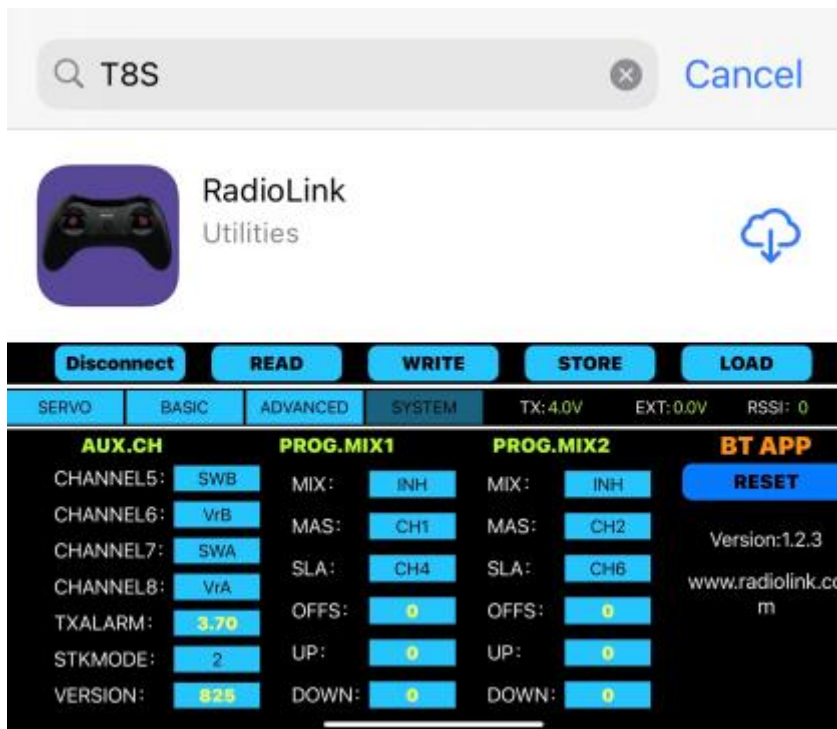 T8S
Cancel
RadioLink
Utilities
Disconnect READ WRITE STORE LOAD
SERVO BASIC ADVANCED SYSTEM TX:4.0V EXT:0.0V RSSI: 0
AUX.CH PROG.MIX1 PROG.MIX2 BT APP
CHANNEL5: SWB MIX: INH MIX: INH RESET
CHANNEL6: VrB MAS: CH1 MAS: CH2
CHANNEL7: SWA SLA: CH4 SLA: CH6 Version:1.2.3
CHANNEL8: VrA OFFS: 0 OFFS: 0 www.radiolink.co
m
TXALARM: 3.70 UP: 0 UP: 0
STKMODE: 2 DOWN: 0 DOWN: 0
VERSION: 825